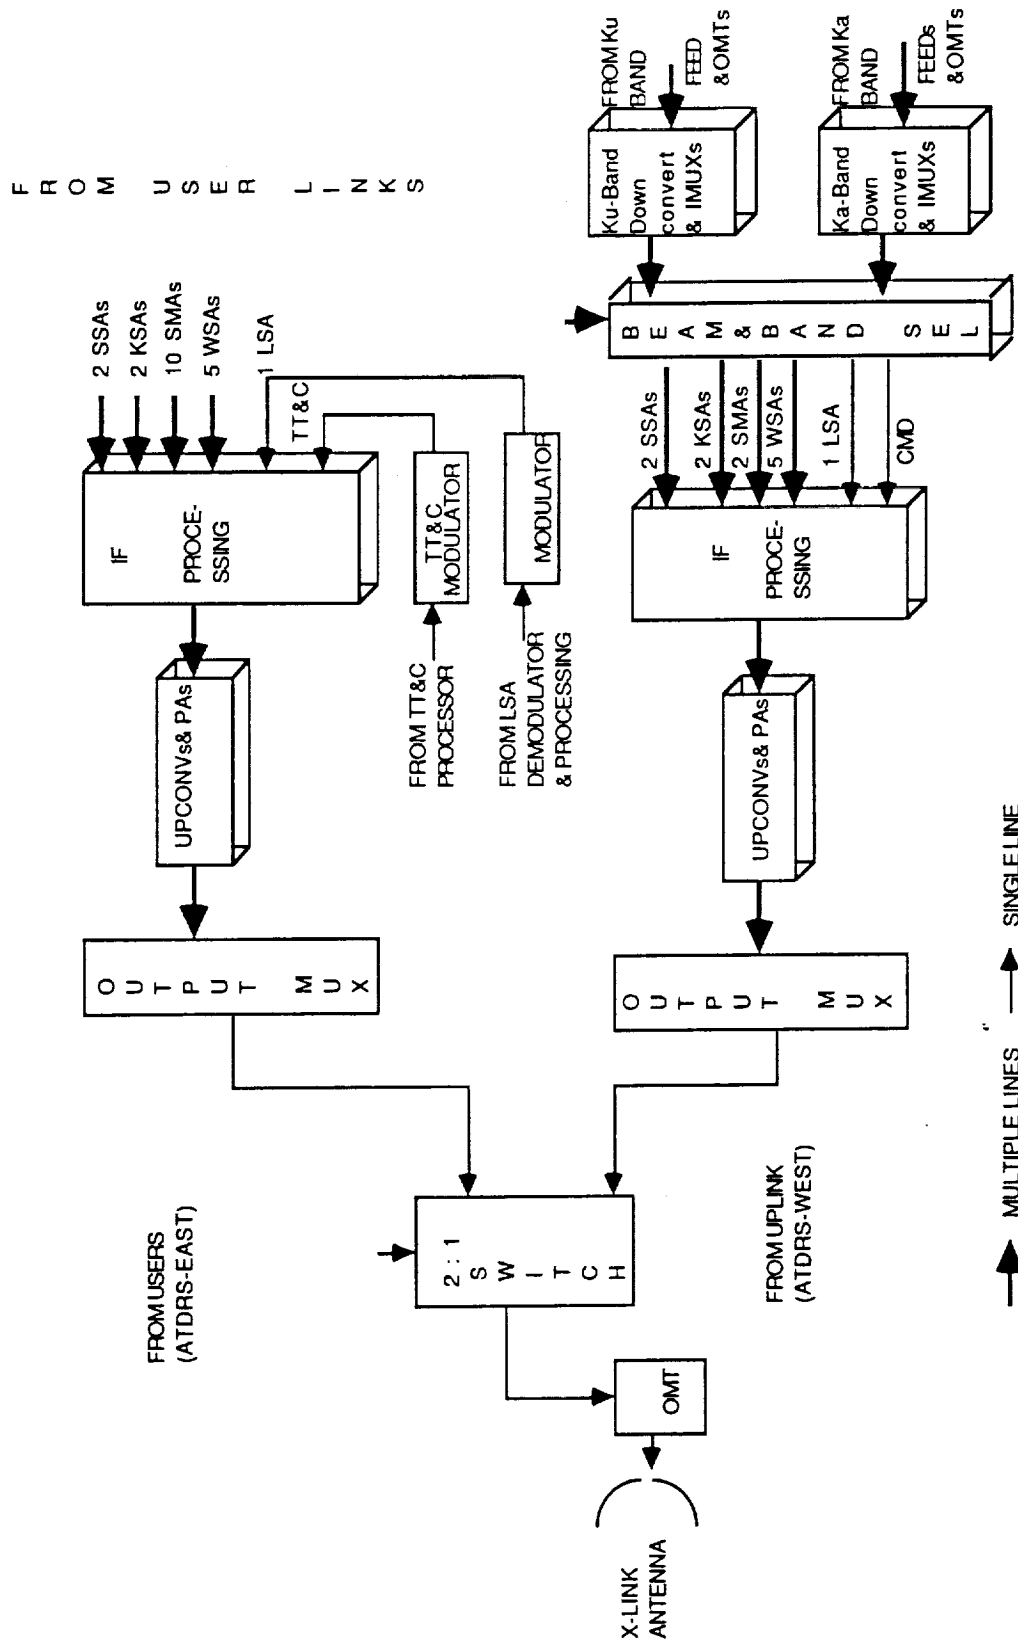 FROM USER LINKS
2 SSAs
2 KSAs
10 SMAs
5 WSAs
1 LSA
TT&C
IF
PROCE-
SSING
UPCONVs& PAs
OUTPUT MUX
TT&C
MODULATOR
MODULATOR
FROM TT&C
PROCESSOR
FROM LSA
DEMODULATOR
& PROCESSING
FROM USERS
(ATDRS-EAST)
2:1
SWITCH
OMT
X-LINK
ANTENNA
FROM UPLINK
(ATDRS-WEST)
OUTPUT MUX
UPCONVs& PAs
IF
PROCE-
SSING
2 SSAs
2 KSAs
2 SMAs
5 WSAs
1 LSA
CMD
BEAM & BAND SEL
Ku-Band
Down
convert
& IMUXs
FROM Ku
BAND
FEED
&OMTs
Ka-Band
Down
convert
& IMUXs
FROM Ka
BAND
FEEDs
&OMTs
MULTIPLE LINES
SINGLE LINE